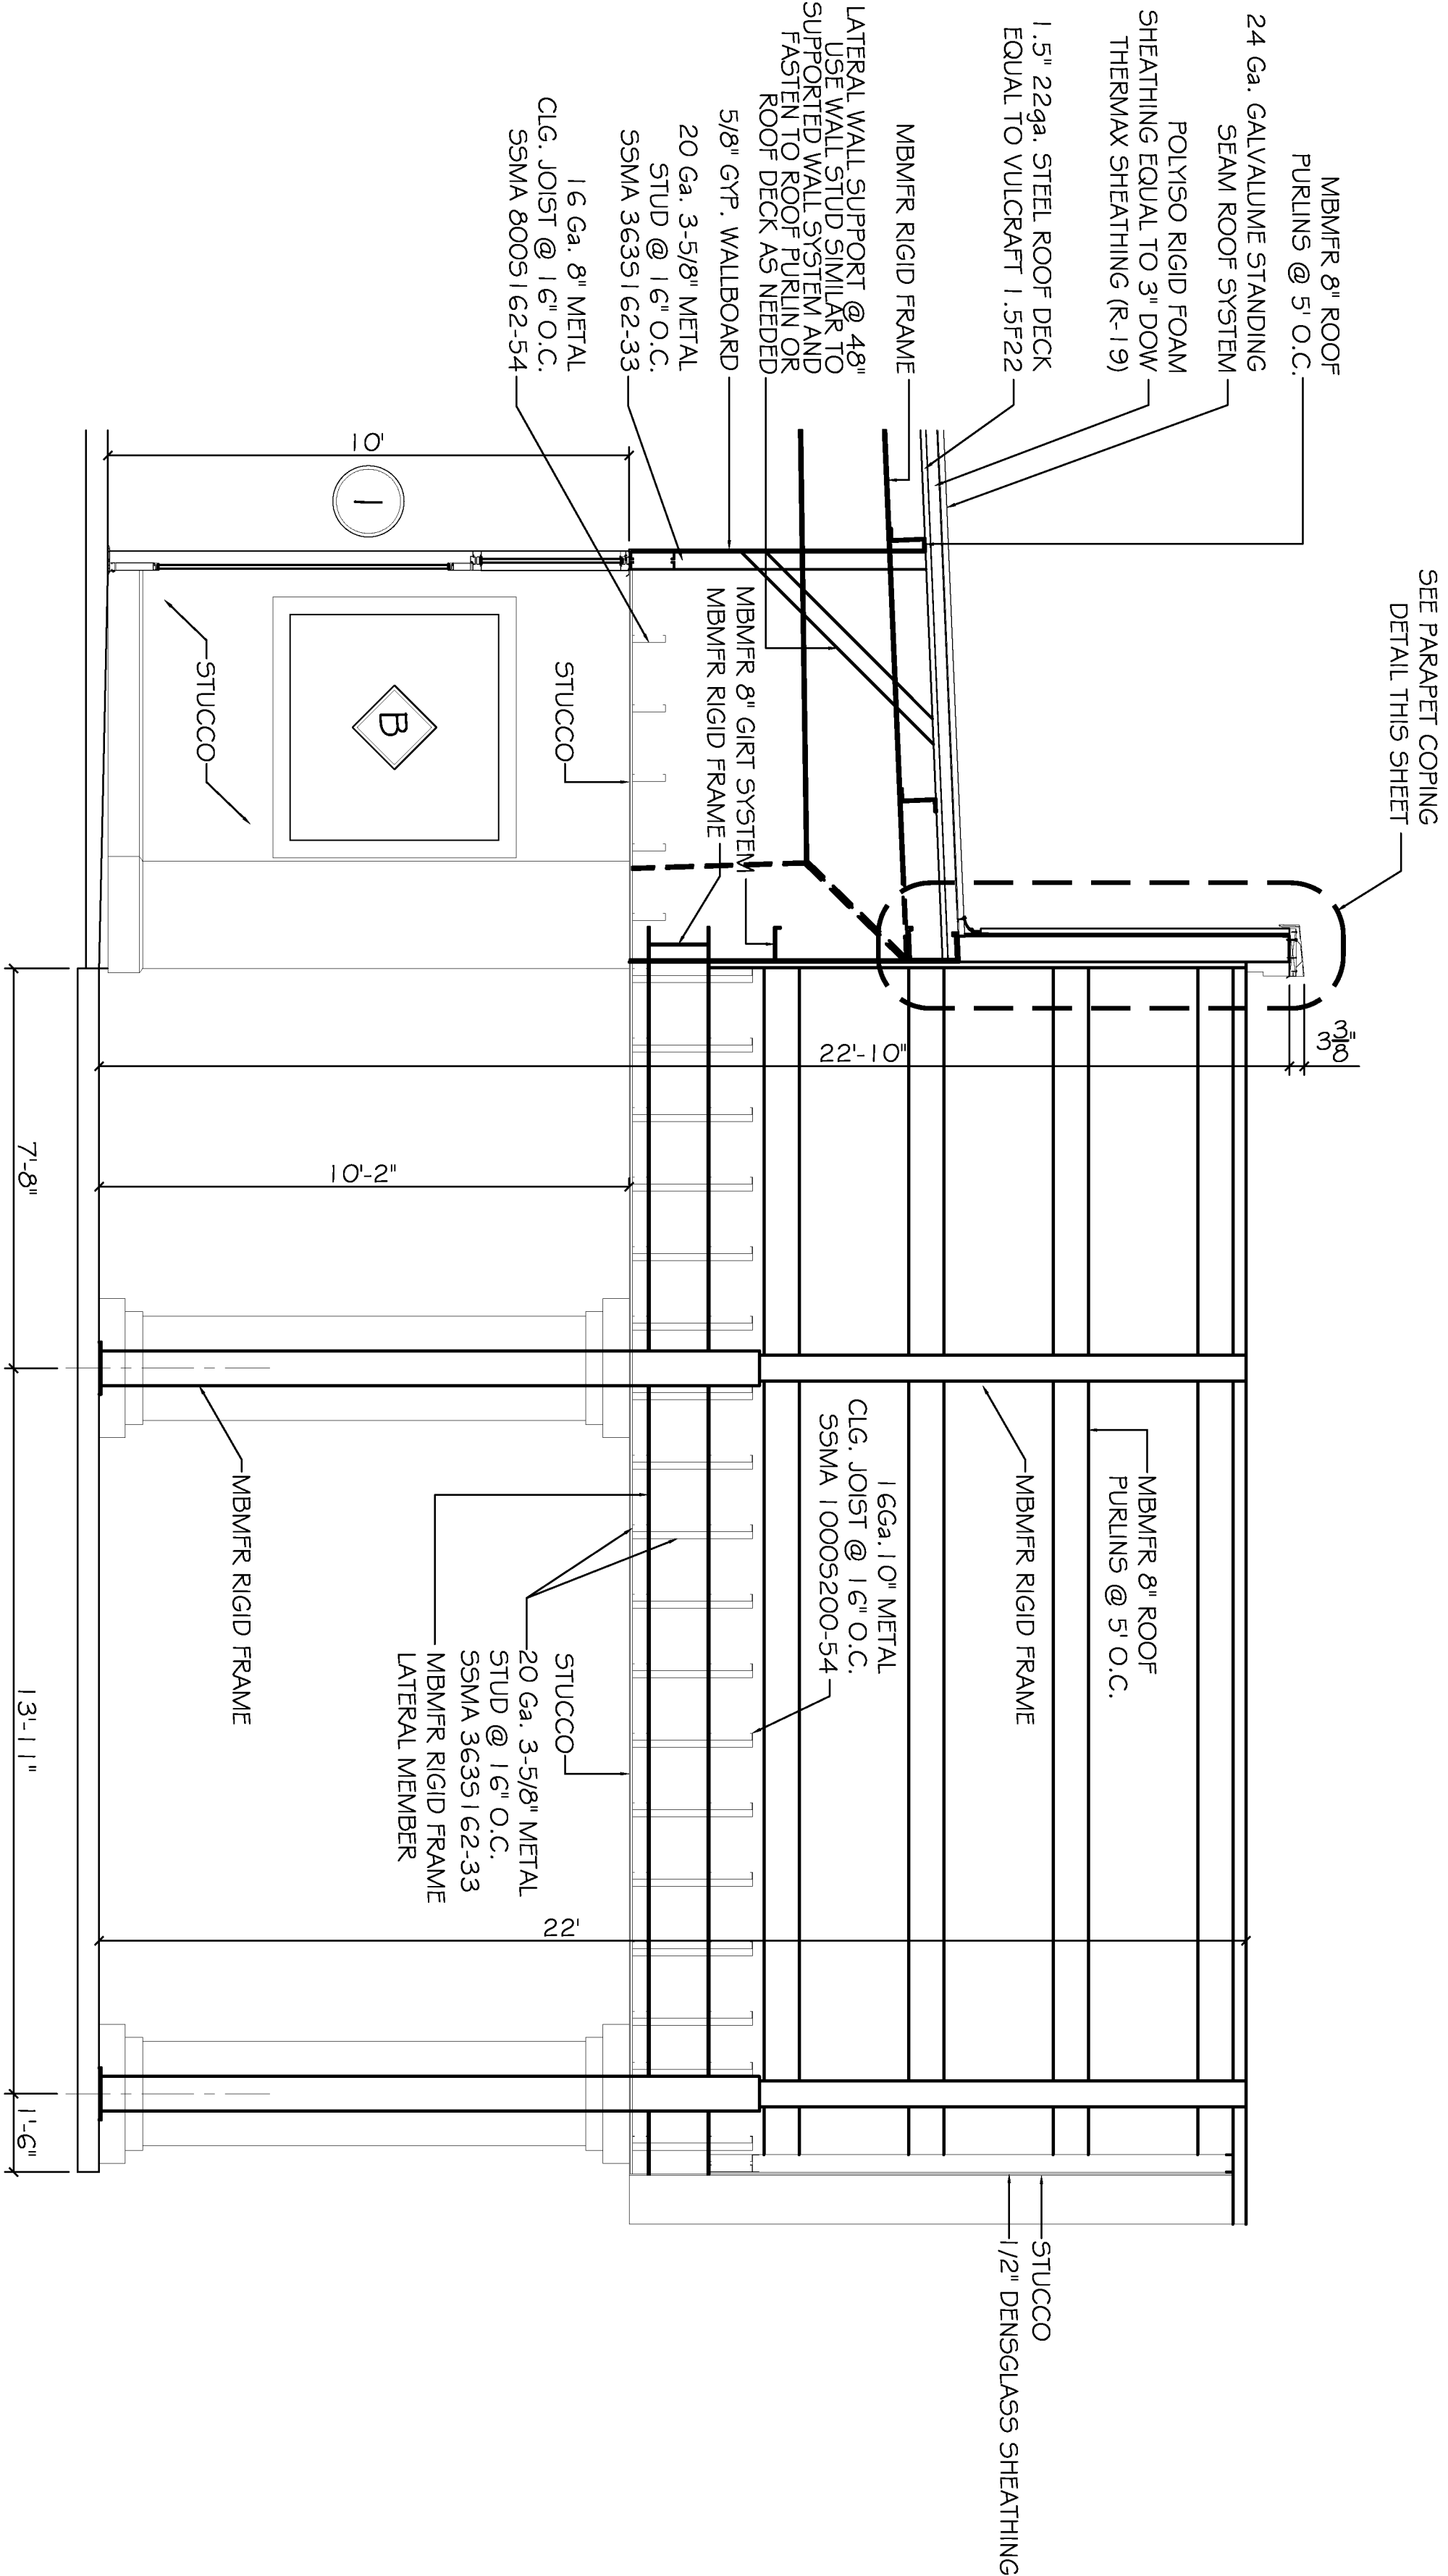 MBMFR 8" ROOF
PURLINS @ 5' O.C.
24 Ga. GALVALUME STANDING
SEAM ROOF SYSTEM
POLYISO RIGID FOAM
SHEATHING EQUAL TO 3" DOW
THERMAX SHEATHING (R-19)
1.5" 22ga. STEEL ROOF DECK
EQUAL TO VULCRAFT 1.5F22
MBMFR RIGID FRAME
LATERAL WALL SUPPORT @ 48"
USE WALL STUD SIMILAR TO
SUPPORTED WALL SYSTEM AND
FASTEN TO ROOF PURLIN OR
ROOF DECK AS NEEDED
5/8" GYP. WALLBOARD
20 Ga. 3-5/8" METAL
STUD @ 16" O.C.
SSMA 363S162-33
16 Ga. 8" METAL
CLG. JOIST @ 16" O.C.
SSMA 800S162-54
SEE PARAPET COPING
DETAIL THIS SHEET
10'
1
MBMFR 8" GIRT SYSTEM
MBMFR RIGID FRAME
STUCCO
B
STUCCO
3 3/8"
22'-10"
10'-2"
7'-8"
MBMFR 8" ROOF
PURLINS @ 5' O.C.
MBMFR RIGID FRAME
16Ga. 10" METAL
CLG. JOIST @ 16" O.C.
SSMA 1000S200-54
STUCCO
20 Ga. 3-5/8" METAL
STUD @ 16" O.C.
SSMA 363S162-33
MBMFR RIGID FRAME
LATERAL MEMBER
MBMFR RIGID FRAME
13'-11"
22'
1'-6"
STUCCO
1/2" DENSGLASS SHEATHING